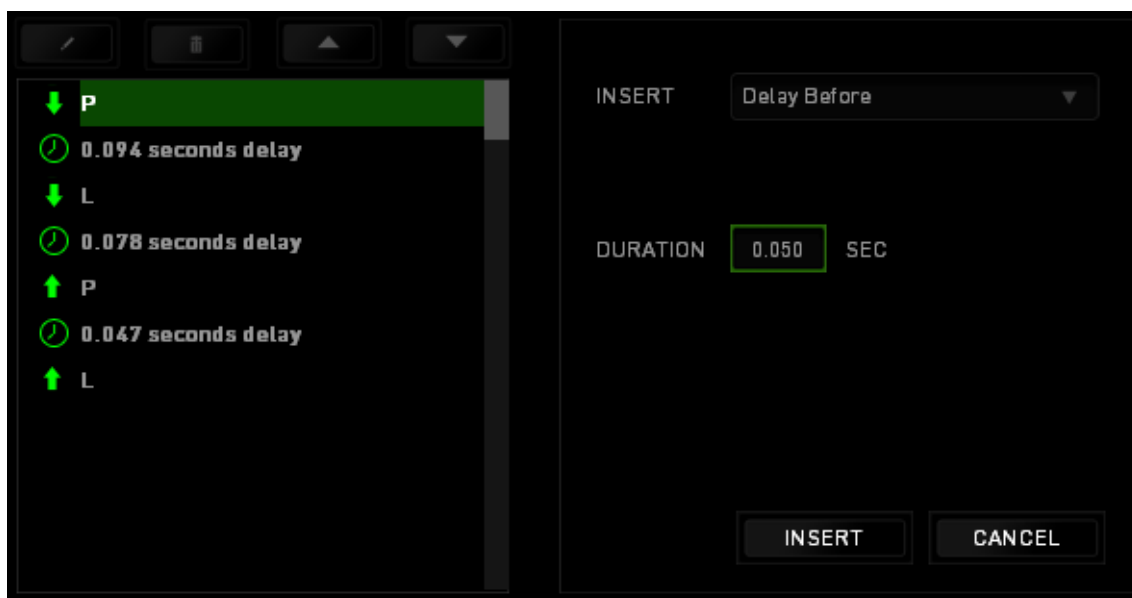 P
0.094 seconds delay
L
0.078 seconds delay
P
0.047 seconds delay
L
INSERT Delay Before
DURATION 0.050 SEC
INSERT CANCEL